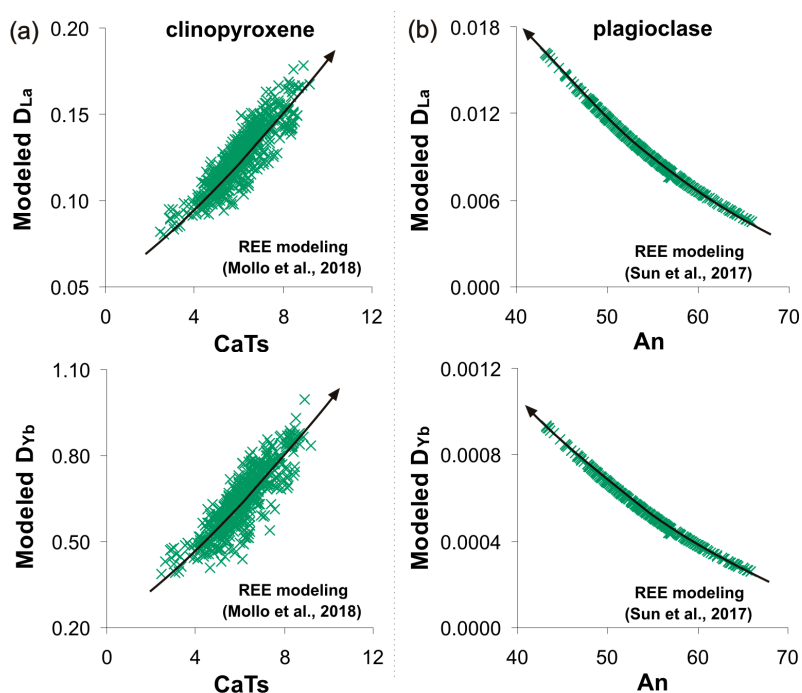 (a)
clinopyroxene
Modeled DLa
0.20
0.15
0.10
0.05
0
4
8
12
CaTs
REE modeling
(Mollo et al., 2018)
(b)
plagioclase
Modeled DLa
0.018
0.012
0.006
0.000
40
50
60
70
An
REE modeling
(Sun et al., 2017)
Modeled DYb
1.10
0.80
0.50
0.20
0
4
8
12
CaTs
REE modeling
(Mollo et al., 2018)
Modeled DYb
0.0012
0.0008
0.0004
0.0000
40
50
60
70
An
REE modeling
(Sun et al., 2017)